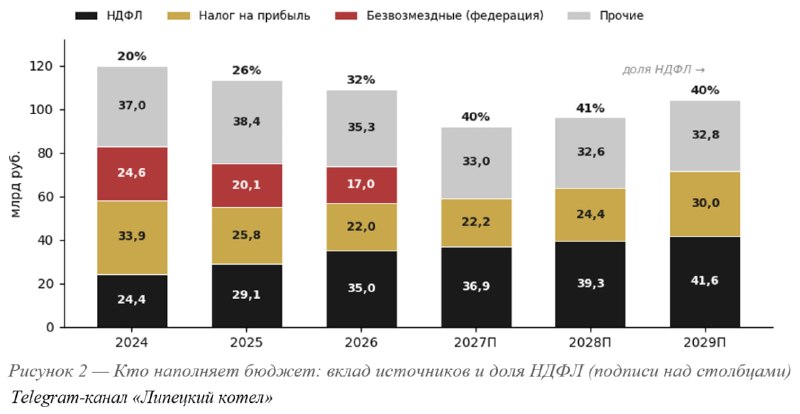 НДФЛ Налог на прибыль Безвозмездные (федерация) Прочие
млрд руб.
120
100
80
60
40
20
0
доля НДФЛ →
20% 26% 32% 40% 41% 40%
37,0 38,4 35,3 33,0 32,6 32,8
24,6 20,1 17,0
33,9 25,8 22,0 22,2 24,4 30,0
24,4 29,1 35,0 36,9 39,3 41,6
2024 2025 2026 2027П 2028П 2029П
Рисунок 2 — Кто наполняет бюджет: вклад источников и доля НДФЛ (подписи над столбцами)
Telegram-канал «Липецкий котел»